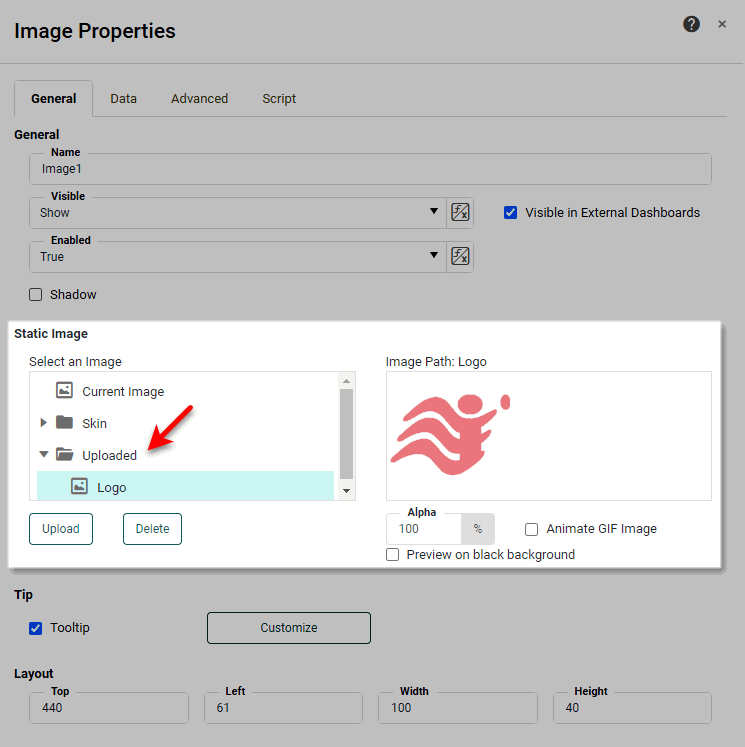 Image Properties
General Data Advanced Script
General
Name
Image1
Visible
Show
Visible in External Dashboards
Enabled
True
Shadow
Static Image
Select an Image
Current Image
Skin
Uploaded
Logo
Upload Delete
Image Path: Logo
Alpha
100 %
Animate GIF Image
Preview on black background
Tip
Tooltip
Customize
Layout
Top Left Width Height
440 61 100 40